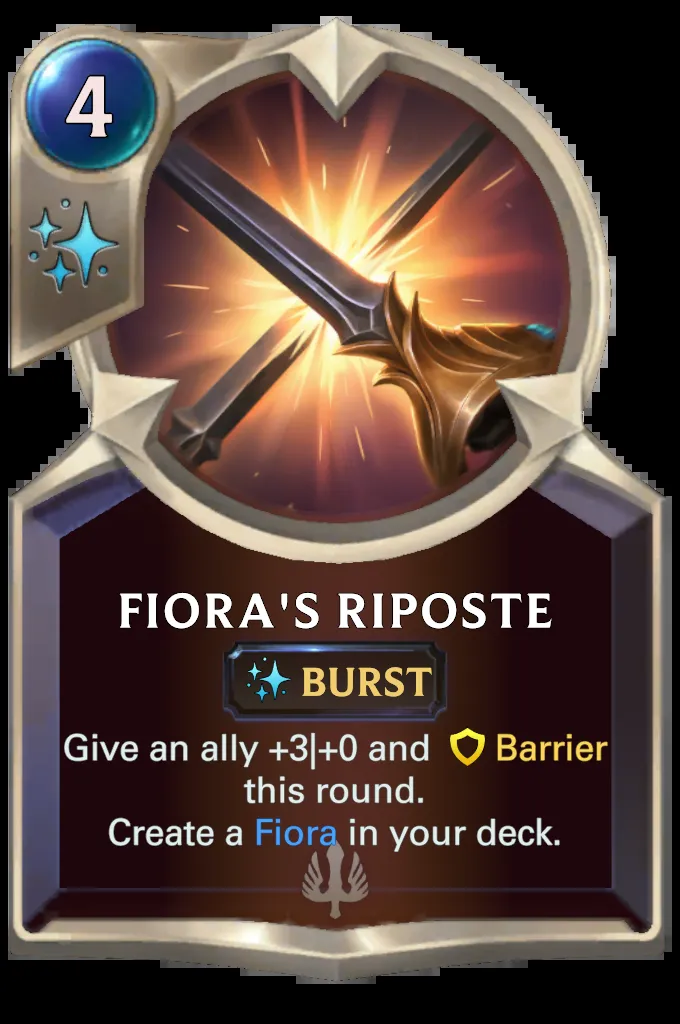 4
FIORA'S RIPOSTE
BURST
Give an ally +3|+0 and Barrier
this round.
Create a Fiora in your deck.